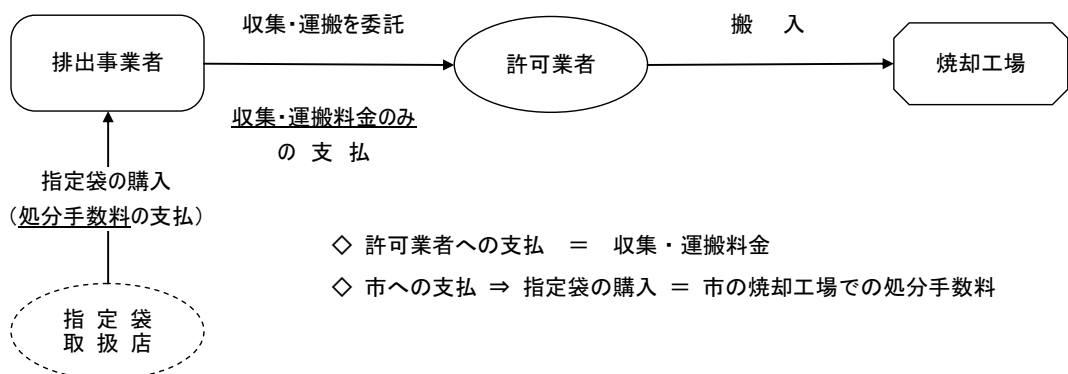 収集・運搬を委託
搬 入
排出事業者
許可業者
焼却工場
収集・運搬料金のみ
の 支 払
指定袋の購入
（処分手数料の支払）
◇ 許可業者への支払 ＝ 収集・運搬料金
◇ 市への支払 ⇒ 指定袋の購入 ＝ 市の焼却工場での処分手数料
指 定 袋
取 扱 店